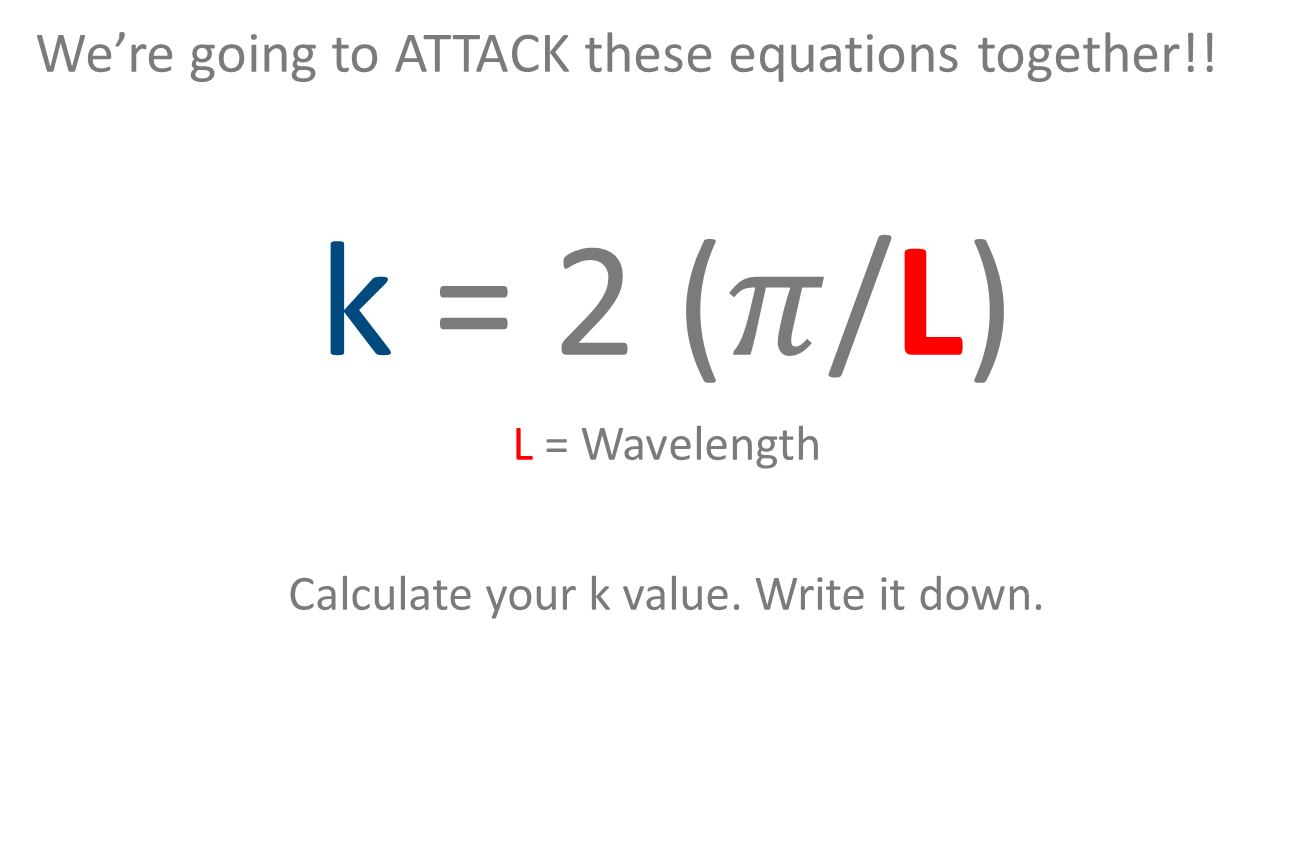 We’re going to ATTACK these equations together!!
k = 2 (π/L)
L = Wavelength
Calculate your k value. Write it down.